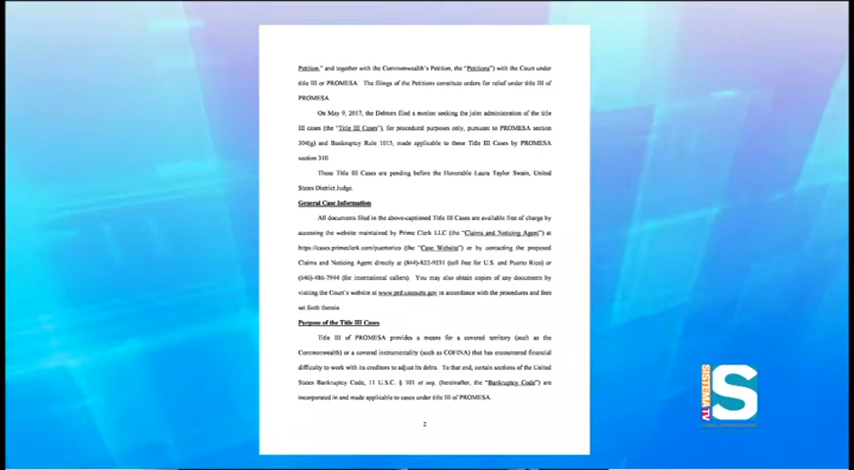 Petition," and together with the Commonwealth's Petition, the "Petitions") with the Court under
title III or PROMESA. The filings of the Petitions constitute orders for relief under title III of
PROMESA.
On May 9, 2017, the Debtors filed a motion seeking the joint administration of the title
III cases (the "Title III Cases"), for procedural purposes only, pursuant to PROMESA section
304(g) and Bankruptcy Rule 1015, made applicable to these Title III Cases by PROMESA
section 310.
These Title III Cases are pending before the Honorable Laura Taylor Swain, United
States District Judge.
General Case Information
All documents filed in the above-captioned Title III Cases are available free of charge by
accessing the website maintained by Prime Clerk LLC (the "Claims and Noticing Agent") at
https://cases.primeclerk.com/puertorico (the "Case Website") or by contacting the proposed
Claims and Noticing Agent directly at (844)-822-9231 (toll free for U.S. and Puerto Rico) or
(646)-486-7944 (for international callers). You may also obtain copies of any documents by
visiting the Court's website at www.prd.uscourts.gov in accordance with the procedures and fees
set forth therein.
Purpose of the Title III Cases
Title III of PROMESA provides a means for a covered territory (such as the
Commonwealth) or a covered instrumentality (such as COFINA) that has encountered financial
difficulty to work with its creditors to adjust its debts. To that end, certain sections of the United
States Bankruptcy Code, 11 U.S.C. § 101 et seq. (hereinafter, the "Bankruptcy Code") are
incorporated in and made applicable to cases under title III of PROMESA.
2
SISTEMA TV
S